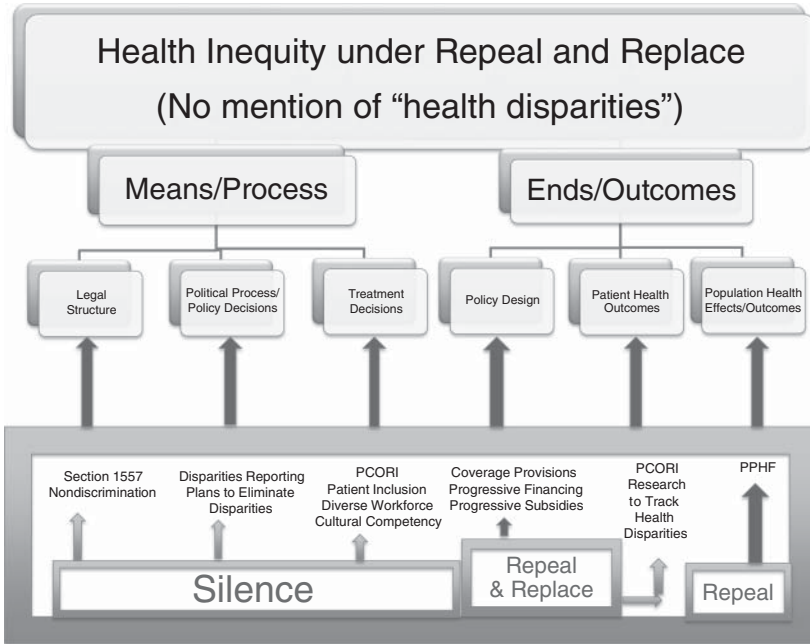 Health Inequity under Repeal and Replace
(No mention of “health disparities”)
Means/Process
Ends/Outcomes
Legal
Structure
Political Process/
Policy Decisions
Treatment
Decisions
Policy Design
Patient Health
Outcomes
Population Health
Effects/Outcomes
Section 1557
Nondiscrimination
Disparities Reporting
Plans to Eliminate
Disparities
PCORI
Patient Inclusion
Diverse Workforce
Cultural Competency
Coverage Provisions
Progressive Financing
Progressive Subsidies
PCORI
Research
to Track
Health
Disparities
PPHF
Silence
Repeal
& Replace
Repeal